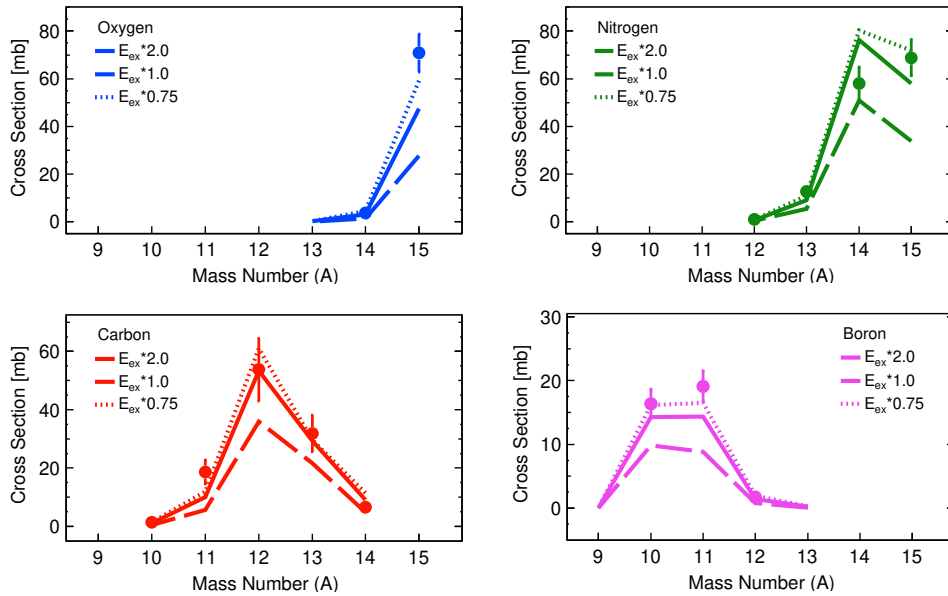 Oxygen
E_ex*2.0
E_ex*1.0
E_ex*0.75
Cross Section [mb]
80
60
40
20
0
9 10 11 12 13 14 15
Mass Number (A)
Nitrogen
E_ex*2.0
E_ex*1.0
E_ex*0.75
Cross Section [mb]
80
60
40
20
0
9 10 11 12 13 14 15
Mass Number (A)
Carbon
E_ex*2.0
E_ex*1.0
E_ex*0.75
Cross Section [mb]
60
40
20
0
9 10 11 12 13 14 15
Mass Number (A)
Boron
E_ex*2.0
E_ex*1.0
E_ex*0.75
Cross Section [mb]
30
20
10
0
9 10 11 12 13 14 15
Mass Number (A)